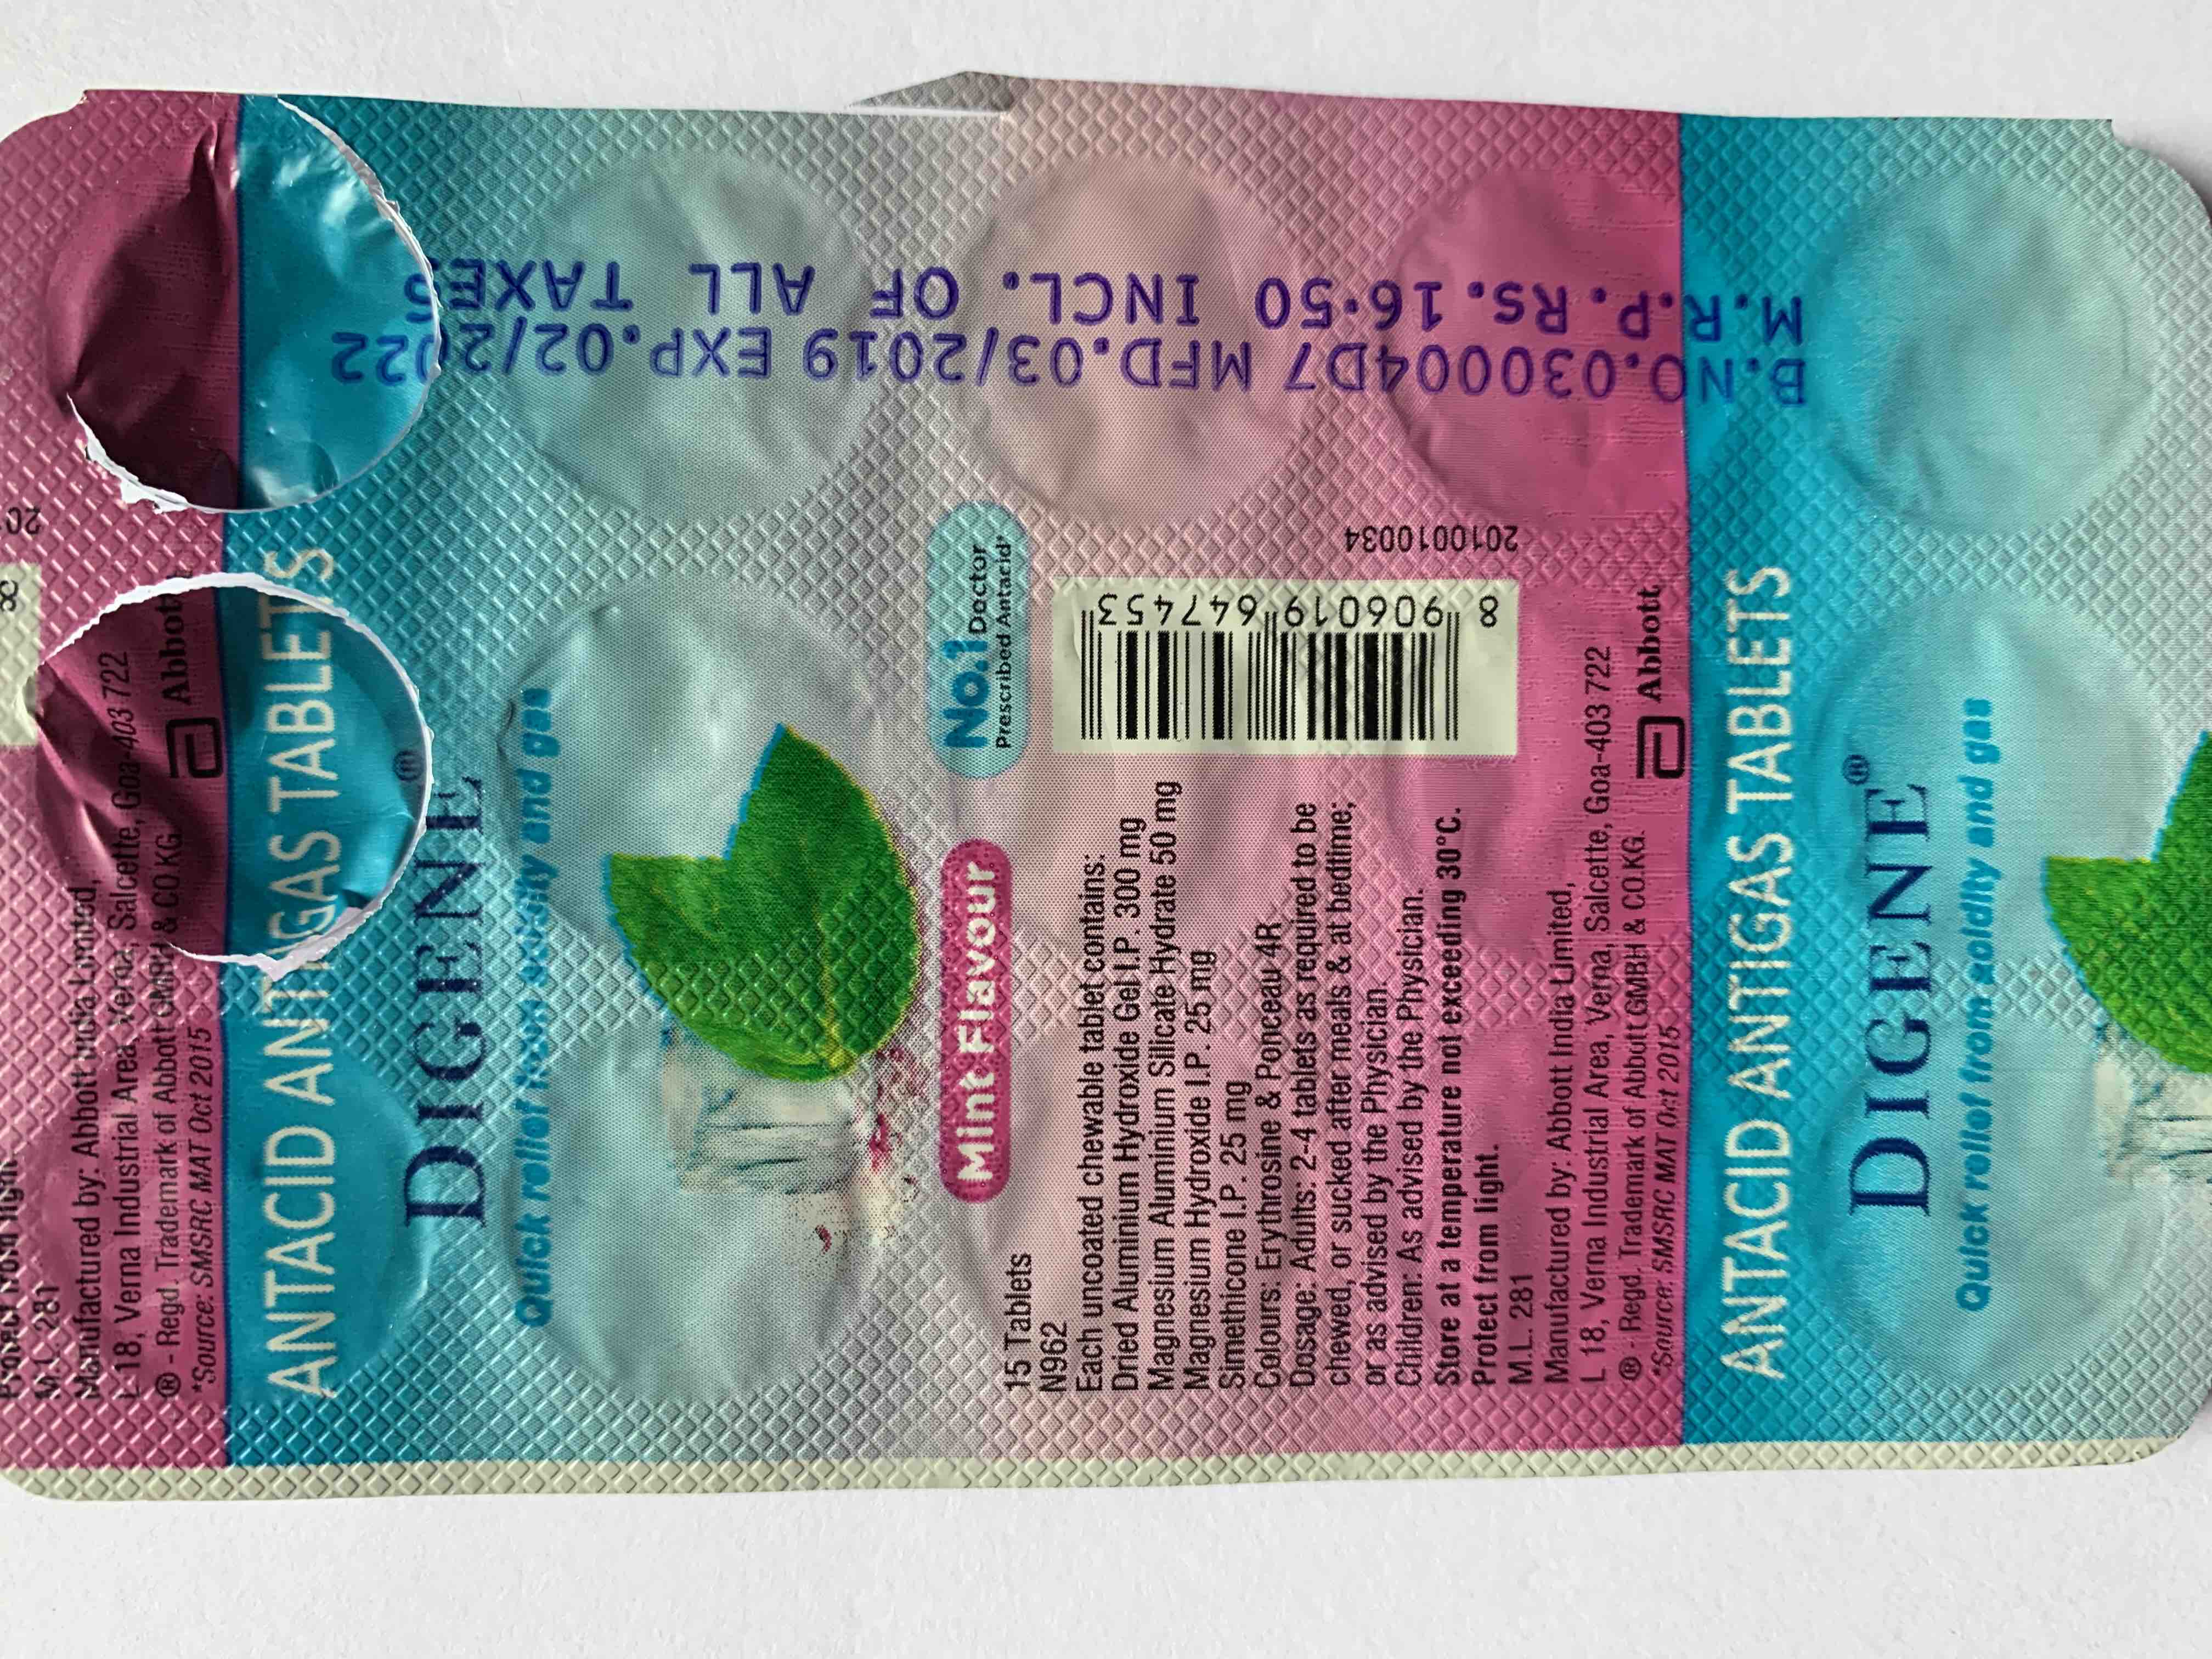 Protect from light.
M.L. 281
Manufactured by: Abbott India Limited,
L 18, Verna Industrial Area, Verna, Salcette, Goa-403 722
® - Regd. Trademark of Abbott GMBH & CO.KG.
*Source: SMSRC MAT Oct 2015
Abbott
8
20
ANTACID ANTIGAS TABLETS
DIGENE®
Quick relief from acidity and gas
Mint Flavour
No.1 Doctor
Prescribed Antacid*
15 Tablets
N962
Each uncoated chewable tablet contains:
Dried Aluminium Hydroxide Gel I.P. 300 mg
Magnesium Aluminium Silicate Hydrate 50 mg
Magnesium Hydroxide I.P. 25 mg
Simethicone I.P. 25 mg
Colours: Erythrosine & Ponceau 4R
Dosage: Adults: 2-4 tablets as required to be
chewed, or sucked after meals & at bedtime;
or as advised by the Physician.
Children: As advised by the Physician.
Store at a temperature not exceeding 30°C.
Protect from light.
M.L. 281
Manufactured by: Abbott India Limited,
L 18, Verna Industrial Area, Verna, Salcette, Goa-403 722
® - Regd. Trademark of Abbott GMBH & CO.KG.
*Source: SMSRC MAT Oct 2015
Abbott
8 906019 647453
2010010034
B.NO.030004D7 MFD.03/2019 EXP.02/2022
M.R.P.Rs.16·50 INCL. OF ALL TAXES
ANTACID ANTIGAS TABLETS
DIGENE®
Quick relief from acidity and gas